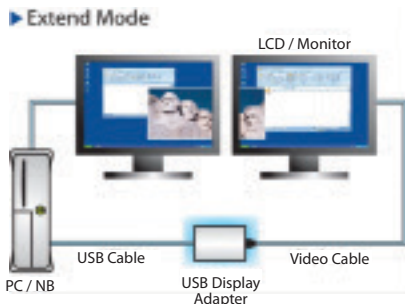 Extend Mode
LCD / Monitor
USB Cable
Video Cable
PC / NB
USB Display
Adapter